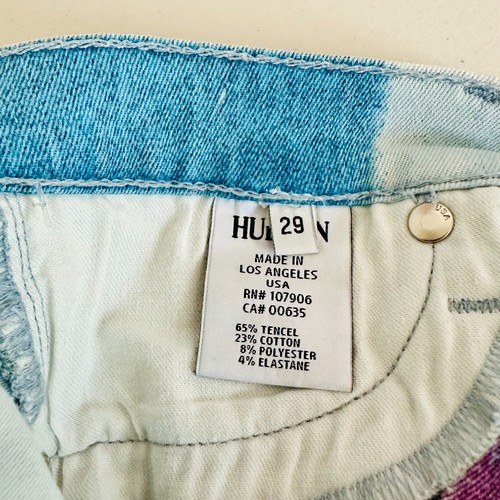 HU N
29
MADE IN
LOS ANGELES
USA
RN# 107906
CA# 00635
65% TENCEL
23% COTTON
8% POLYESTER
4% ELASTANE
USA